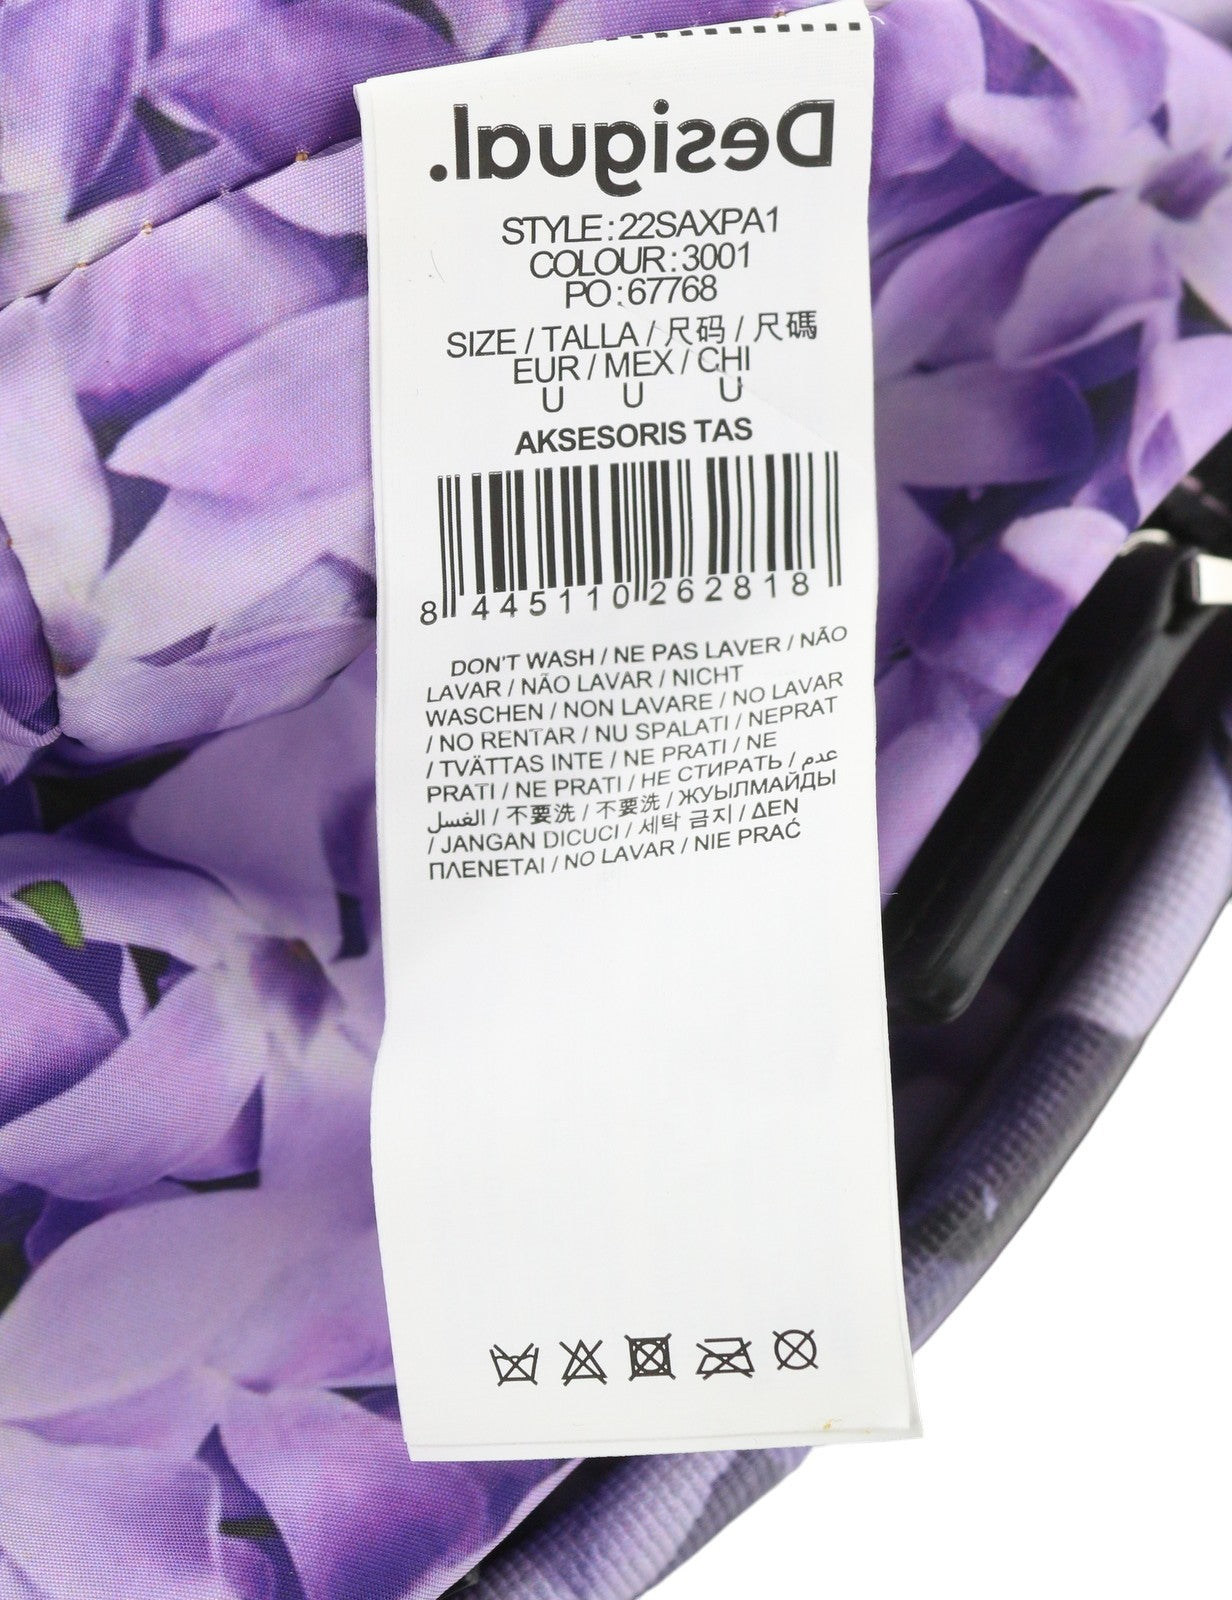 Desigual.
STYLE : 22SAXPA1
COLOUR : 3001
PO : 67768
SIZE / TALLA / 尺码 / 尺碼
EUR / MEX / CHI
U U U
AKSESORIS TAS
8 445110 262818
DON'T WASH / NE PAS LAVER / NÃO
LAVAR / NÃO LAVAR / NICHT
WASCHEN / NON LAVARE / NO LAVAR
/ NO RENTAR / NU SPALATI / NEPRAT
/ TVÄTTAS INTE / NE PRATI / NE
PRATI / NE PRATI / НЕ СТИРАТЬ / عدم
الغسل / 不要洗 / 不要洗 / ЖУЫЛМАЙДЫ
/ JANGAN DICUCI / 세탁 금지 / ΔΕΝ
ΠΛΕΝΕΤΑΙ / NO LAVAR / NIE PRAĆ